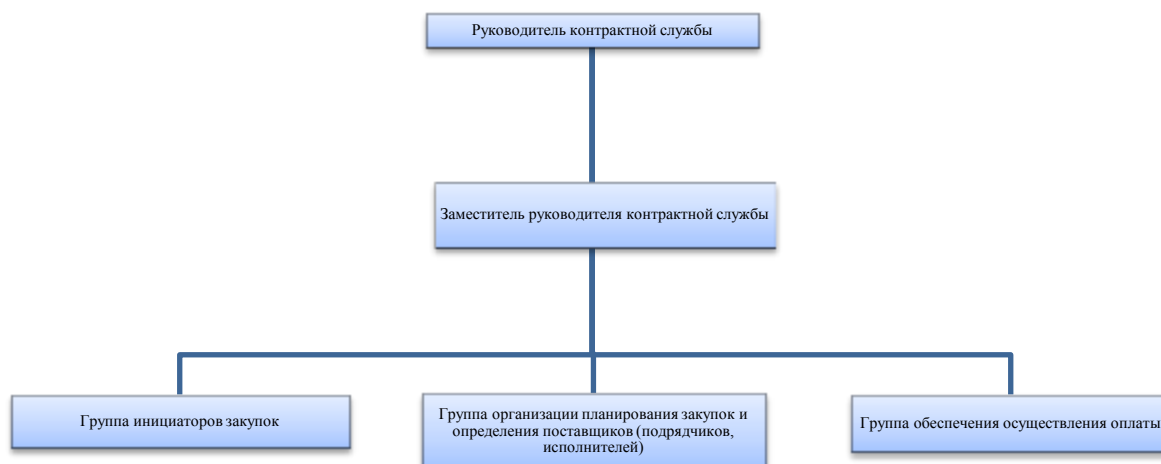 Руководитель контрактной службы
Заместитель руководителя контрактной службы
Группа инициаторов закупок
Группа организации планирования закупок и
определения поставщиков (подрядчиков,
исполнителей)
Группа обеспечения осуществления оплаты